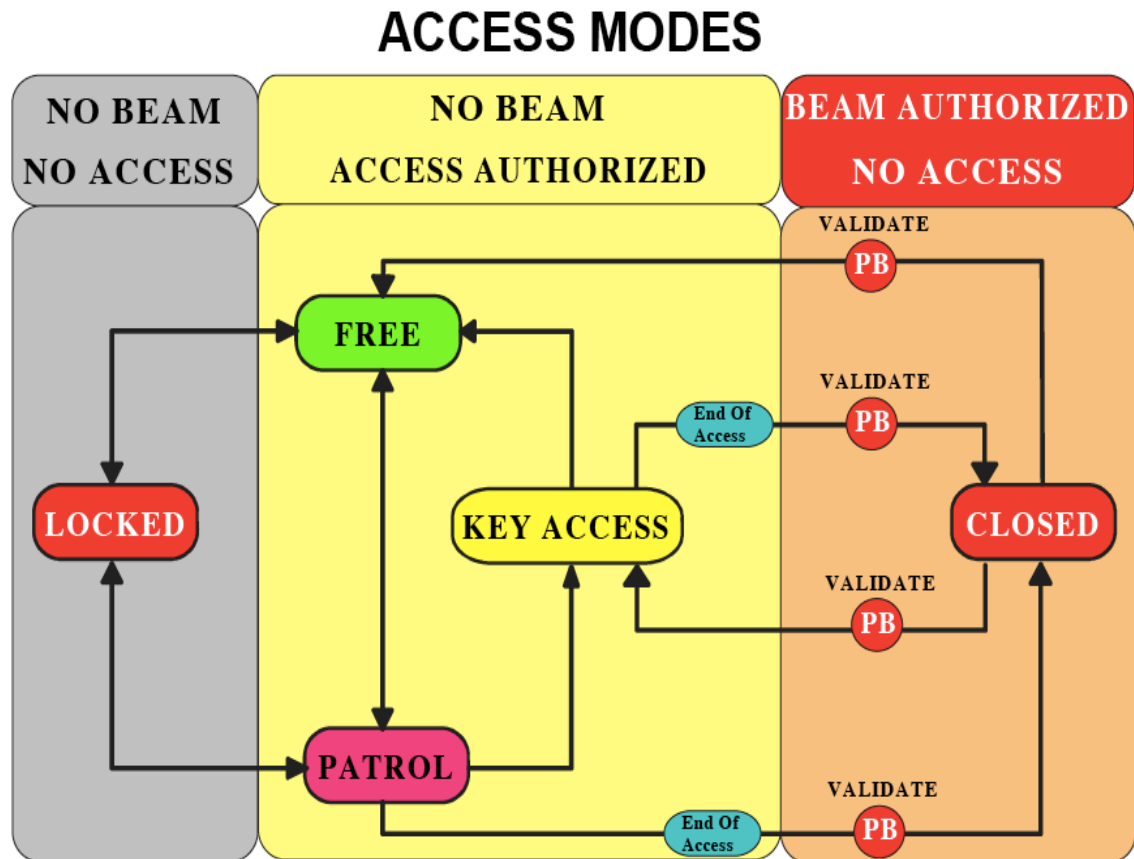 ACCESS MODES
NO BEAM
NO ACCESS
NO BEAM
ACCESS AUTHORIZED
BEAM AUTHORIZED
NO ACCESS
VALIDATE
PB
FREE
VALIDATE
End Of
Access
PB
LOCKED
KEY ACCESS
CLOSED
VALIDATE
PB
PATROL
VALIDATE
End Of
Access
PB